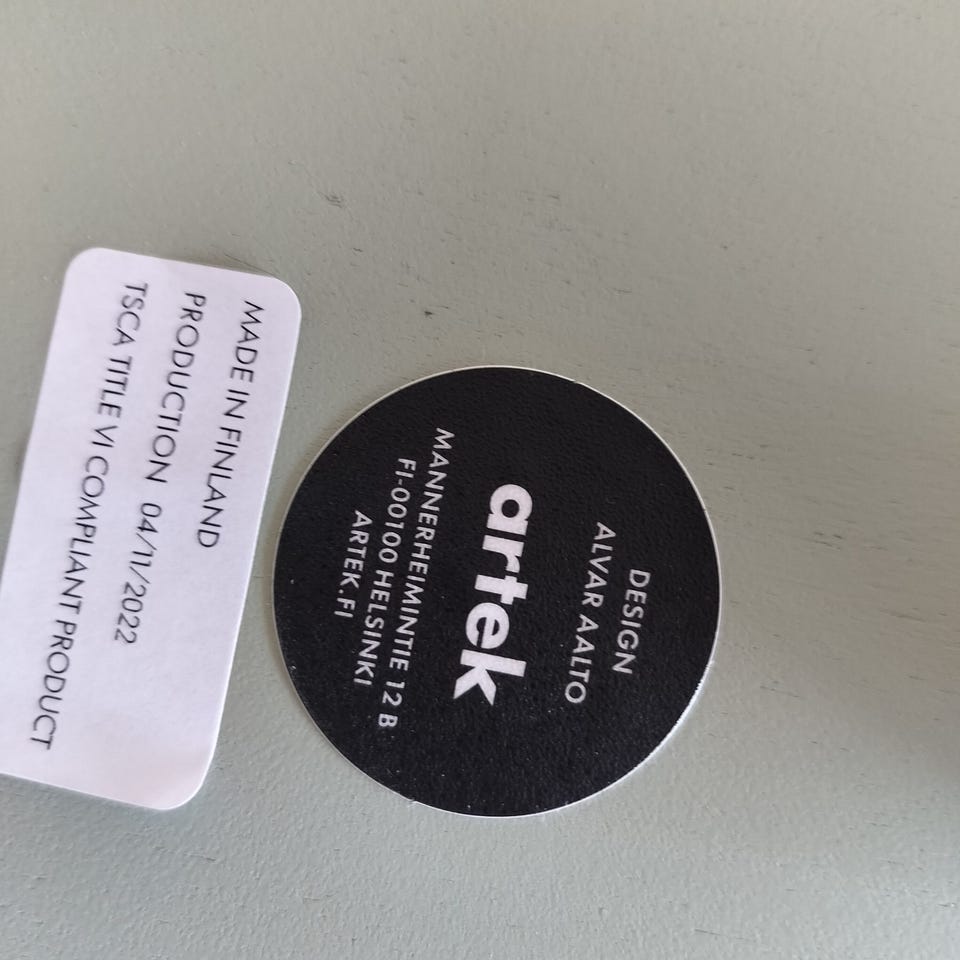 DESIGN
ALVAR AALTO
artek
MANNERHEIMINTIE 12 B
FI-00100 HELSINKI
ARTEK.FI
MADE IN FINLAND
PRODUCTION 04/11/2022
TSCA TITLE VI COMPLIANT PRODUCT